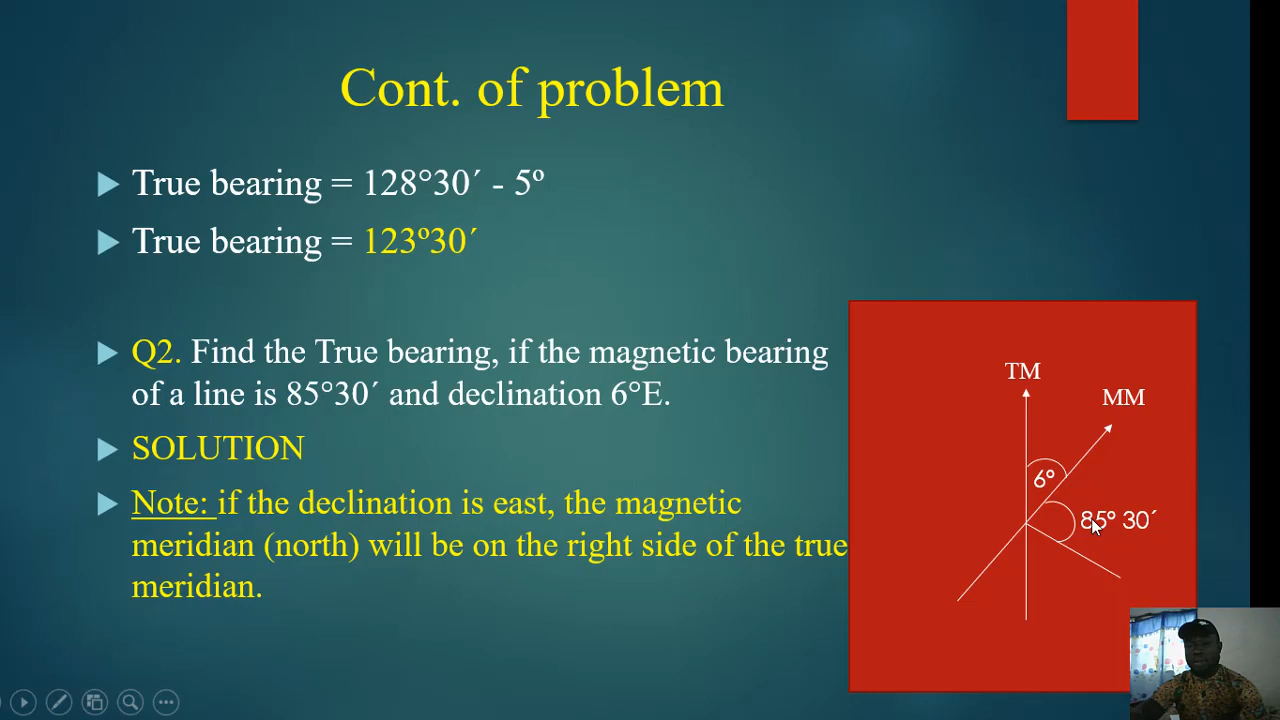 Cont. of problem
True bearing = 128°30´ - 5º
True bearing = 123º30´
Q2. Find the True bearing, if the magnetic bearing
of a line is 85°30´ and declination 6°E.
SOLUTION
Note: if the declination is east, the magnetic
meridian (north) will be on the right side of the true
meridian.
TM
MM
6º
85º 30´